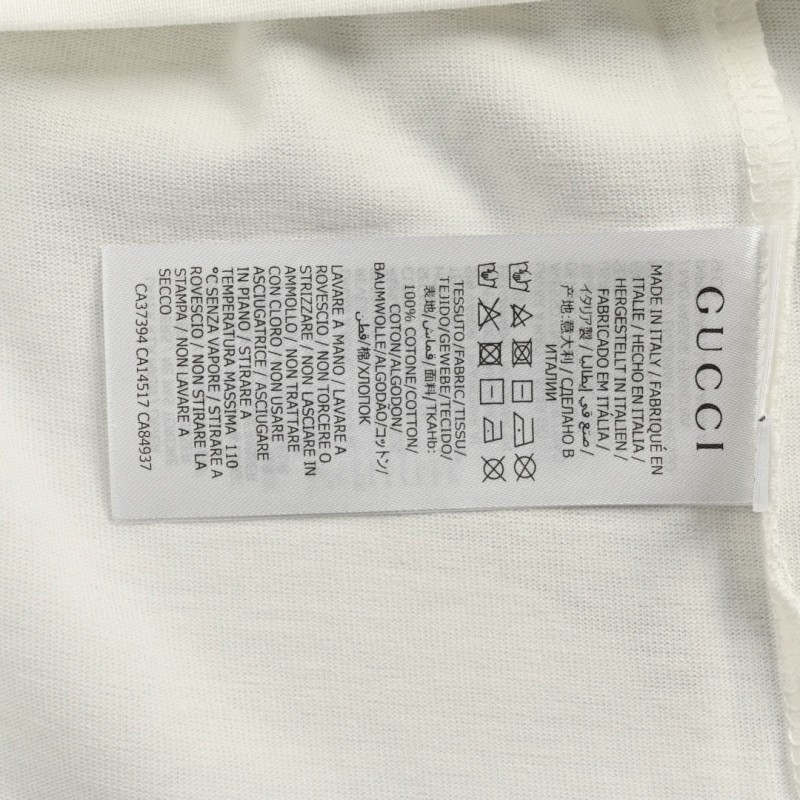 GUCCI
MADE IN ITALY / FABRIQUÉ EN
ITALIE / HECHO EN ITALIA /
HERGESTELLT IN ITALIEN /
FABRICADO EM ITÁLIA /
イタリア製 / صنع في إيطاليا /
产地:意大利 / СДЕЛАНО В
ИТАЛИИ
TESSUTO/FABRIC/TISSU/
TEJIDO/GEWEBE/TECIDO/
表地/قماش/面料/ТКАНЬ:
100% COTONE/COTTON/
COTON/ALGODON/
BAUMWOLLE/ALGODÃO/コットン/
قطن/棉/ХЛОПОК
LAVARE A MANO / LAVARE A
ROVESCIO / NON TORCERE O
STRIZZARE / NON LASCIARE IN
AMMOLLO / NON TRATTARE
CON CLORO / NON USARE
ASCIUGATRICE / ASCIUGARE
IN PIANO / STIRARE A
TEMPERATURA MASSIMA 110
°C SENZA VAPORE / STIRARE A
ROVESCIO / NON STIRARE LA
STAMPA / NON LAVARE A
SECCO
CA37394 CA14517 CA84937